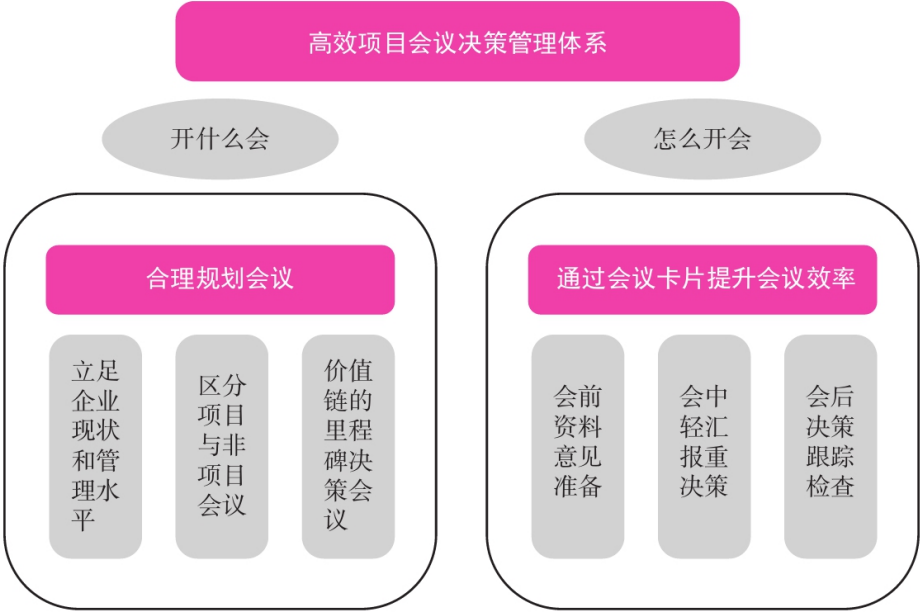 高效项目会议决策管理体系
开什么会
怎么开会
合理规划会议
通过会议卡片提升会议效率
立足
企业
现状
和管
理水
平
区分
项目
与非
项目
会议
价值
链的
里程
碑决
策会
议
会前
资料
意见
准备
会中
轻汇
报重
决策
会后
决策
跟踪
检查